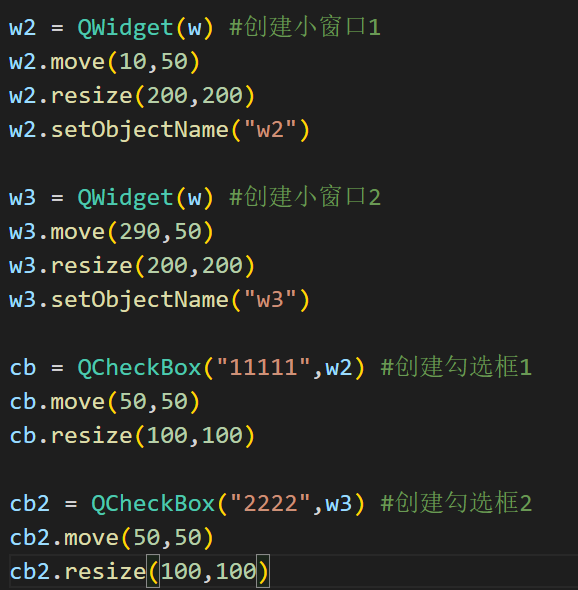 w2 = QWidget(w) #创建小窗口1
w2.move(10,50)
w2.resize(200,200)
w2.setObjectName("w2")
w3 = QWidget(w) #创建小窗口2
w3.move(290,50)
w3.resize(200,200)
w3.setObjectName("w3")
cb = QCheckBox("11111",w2) #创建勾选框1
cb.move(50,50)
cb.resize(100,100)
cb2 = QCheckBox("2222",w3) #创建勾选框2
cb2.move(50,50)
cb2.resize(100,100)